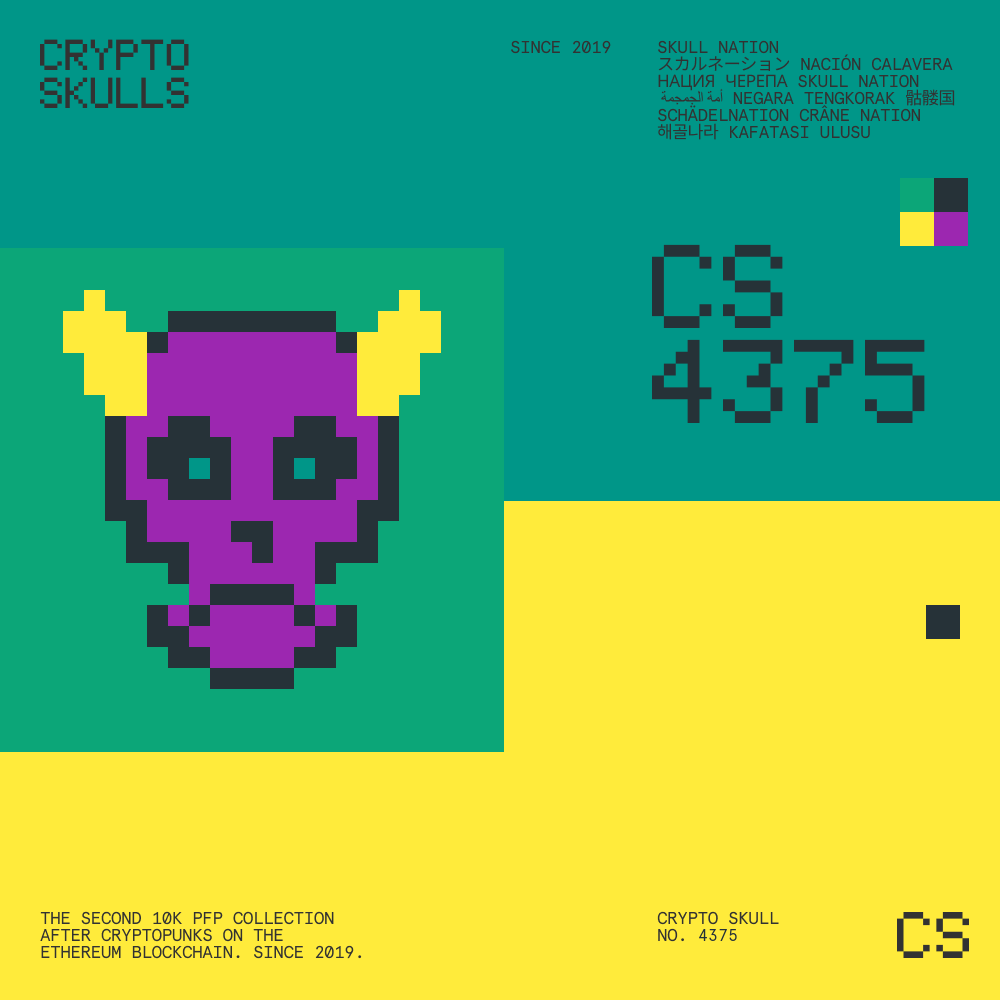 CRYPTO
SKULLS
SINCE 2019
SKULL NATION
スカルネーション NACIÓN CALAVERA
НАЦИЯ ЧЕРЕПА SKULL NATION
أمة الجمجمة NEGARA TENGKORAK 骷髅国
SCHÄDELNATION CRÂNE NATION
해골나라 KAFATASI ULUSU
CS
4375
THE SECOND 10K PFP COLLECTION
AFTER CRYPTOPUNKS ON THE
ETHEREUM BLOCKCHAIN. SINCE 2019.
CRYPTO SKULL
NO. 4375
CS